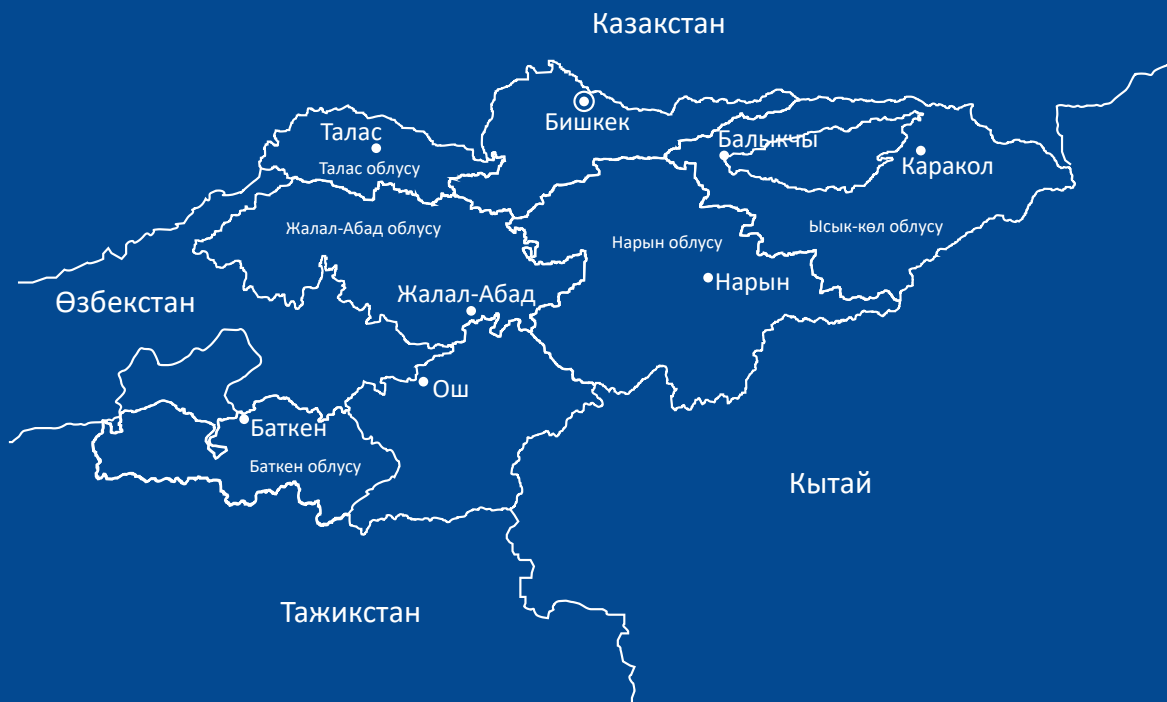 Казакстан
Бишкек
Талас
Балыкчы
Каракол
Талас облусу
Жалал-Абад облусу
Нарын облусу
Ысык-көл облусу
Нарын
Өзбекстан
Жалал-Абад
Ош
Баткен
Баткен облусу
Кытай
Тажикстан